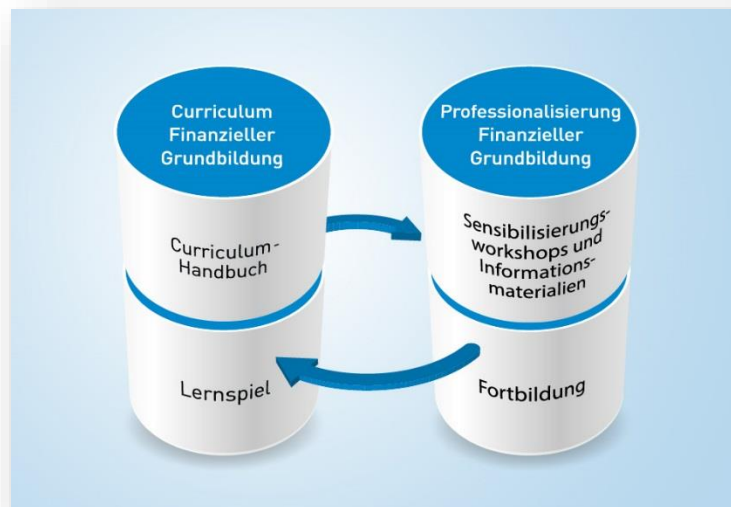 Curriculum
Finanzieller
Grundbildung
Curriculum-
Handbuch
Lernspiel
Professionalisierung
Finanzieller
Grundbildung
Sensibilisierungs-
workshops und
Informations-
materialien
Fortbildung